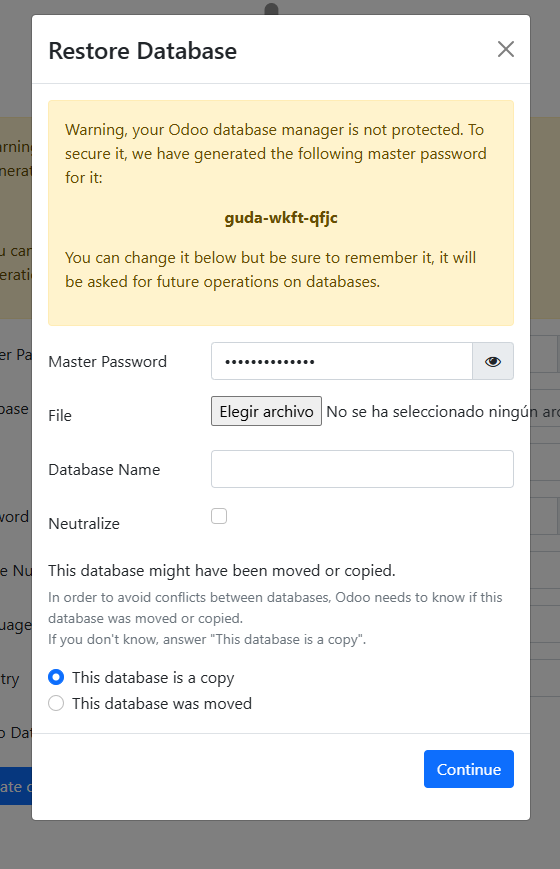 Restore Database
Warning, your Odoo database manager is not protected. To
secure it, we have generated the following master password
for it:
guda-wkft-qfjc
You can change it below but be sure to remember it, it will
be asked for future operations on databases.
Master Password
••••••••••••••
File
Elegir archivo No se ha seleccionado ningún
Database Name
Neutralize
This database might have been moved or copied.
In order to avoid conflicts between databases, Odoo needs to know if this
database was moved or copied.
If you don't know, answer "This database is a copy".
This database is a copy
This database was moved
Continue